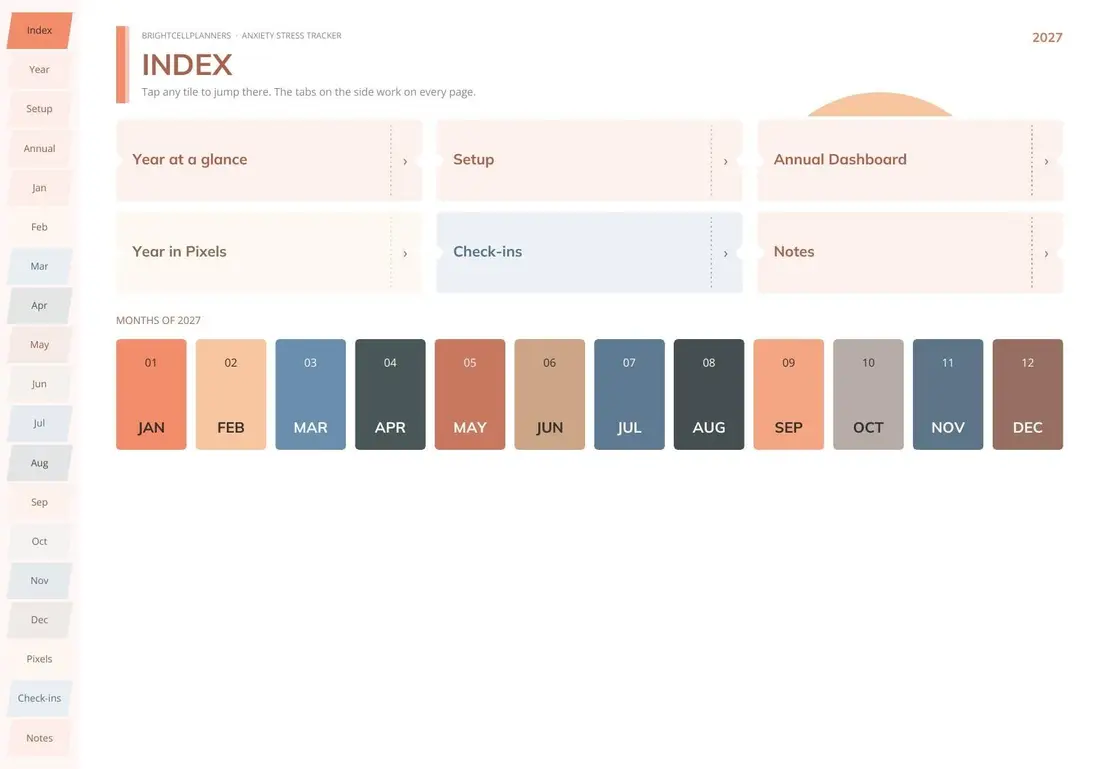 Index
Year
Setup
Annual
Jan
Feb
Mar
Apr
May
Jun
Jul
Aug
Sep
Oct
Nov
Dec
Pixels
Check-ins
Notes
BRIGHTCELLPLANNERS · ANXIETY STRESS TRACKER
2027
INDEX
Tap any tile to jump there. The tabs on the side work on every page.
Year at a glance ›
Setup ›
Annual Dashboard ›
Year in Pixels ›
Check-ins ›
Notes ›
MONTHS OF 2027
01 02 03 04 05 06 07 08 09 10 11 12
JAN FEB MAR APR MAY JUN JUL AUG SEP OCT NOV DEC